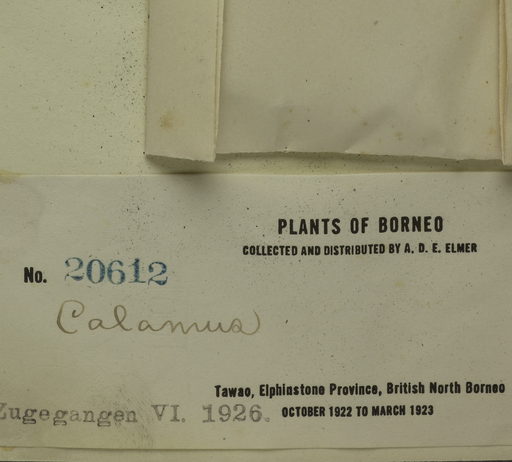 PLANTS OF BORNEO
COLLECTED AND DISTRIBUTED BY A. D. E. ELMER
No. 20612
Calamus
Tawao, Elphinstone Province, British North Borneo
OCTOBER 1922 TO MARCH 1923
Zugegangen VI. 1926.